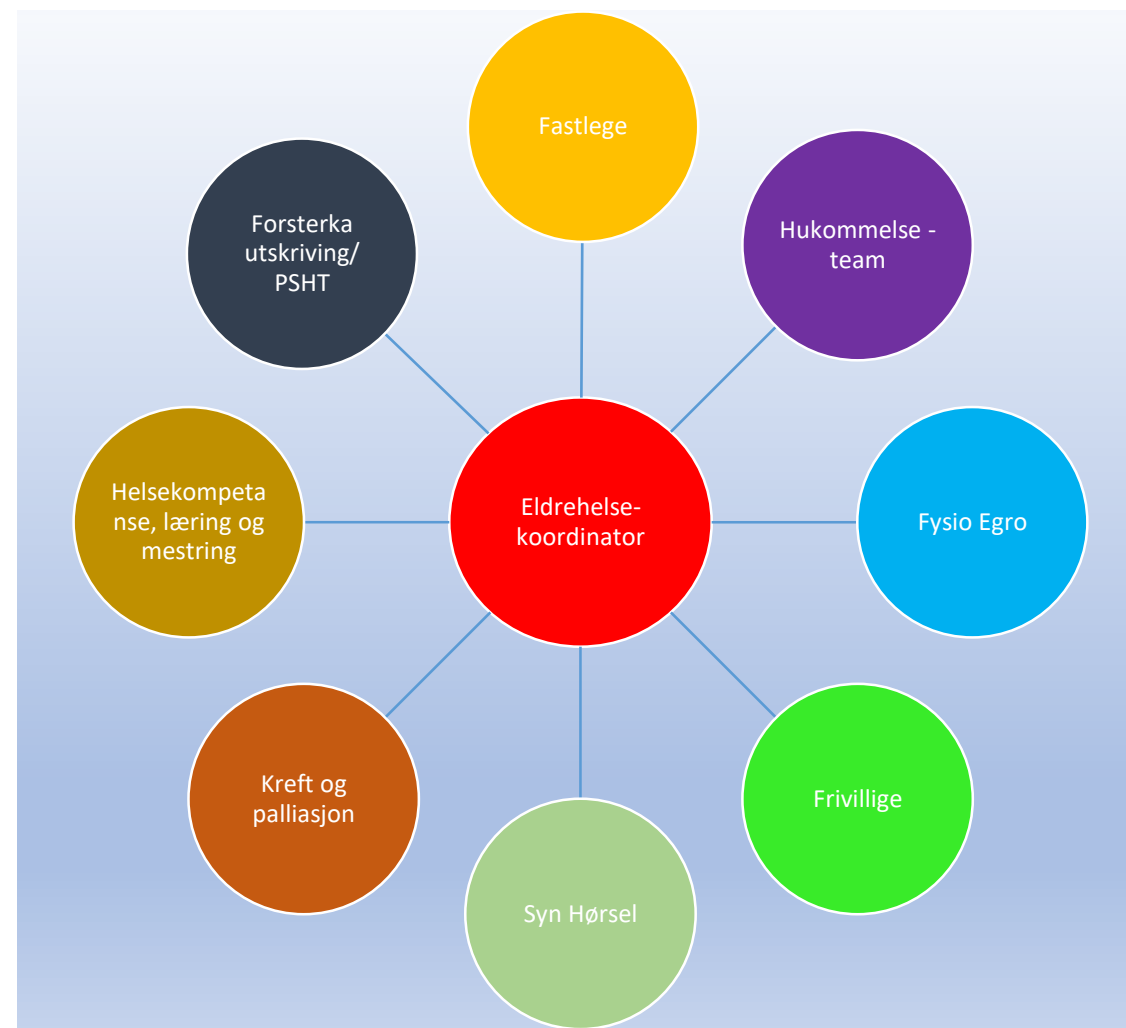 Fastlege
Hukommelse -
team
Fysio Egro
Frivillige
Syn Hørsel
Kreft og
palliasjon
Helsekompeta
nse, læring og
mestring
Forsterka
utskriving/
PSHT
Eldrehelse-
koordinator